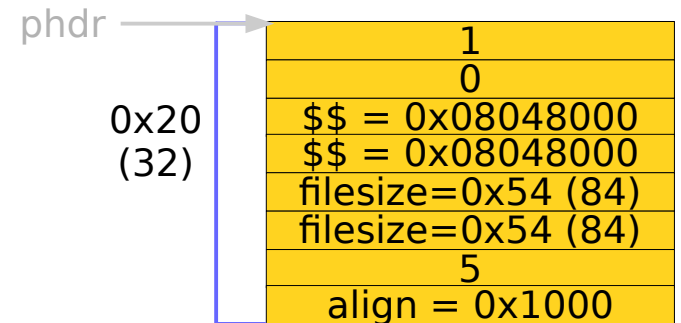 phdr
1
0
0x20
(32)
$$ = 0x08048000
$$ = 0x08048000
filesize=0x54 (84)
filesize=0x54 (84)
5
align = 0x1000